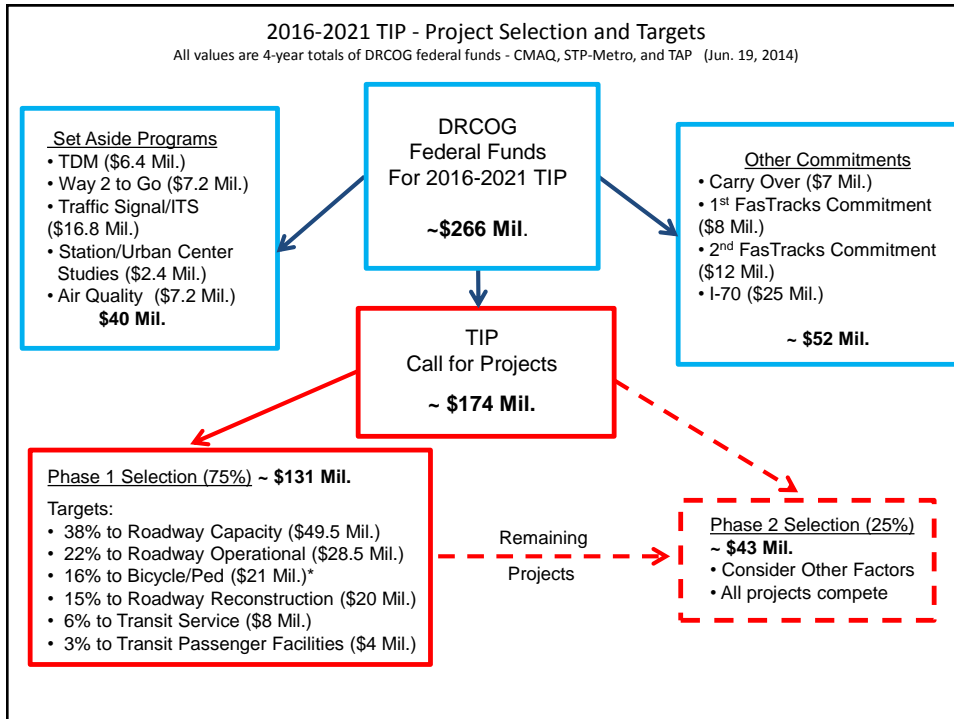 2016-2021 TIP - Project Selection and Targets
All values are 4-year totals of DRCOG federal funds - CMAQ, STP-Metro, and TAP (Jun. 19, 2014)
Set Aside Programs
• TDM ($6.4 Mil.)
• Way 2 to Go ($7.2 Mil.)
• Traffic Signal/ITS
($16.8 Mil.)
• Station/Urban Center
Studies ($2.4 Mil.)
• Air Quality ($7.2 Mil.)
$40 Mil.
DRCOG
Federal Funds
For 2016-2021 TIP
~$266 Mil.
Other Commitments
• Carry Over ($7 Mil.)
• 1st FasTracks Commitment
($8 Mil.)
• 2nd FasTracks Commitment
($12 Mil.)
• I-70 ($25 Mil.)
~ $52 Mil.
TIP
Call for Projects
~ $174 Mil.
Phase 1 Selection (75%) ~ $131 Mil.
Targets:
• 38% to Roadway Capacity ($49.5 Mil.)
• 22% to Roadway Operational ($28.5 Mil.)
• 16% to Bicycle/Ped ($21 Mil.)*
• 15% to Roadway Reconstruction ($20 Mil.)
• 6% to Transit Service ($8 Mil.)
• 3% to Transit Passenger Facilities ($4 Mil.)
Remaining
Projects
Phase 2 Selection (25%)
~ $43 Mil.
• Consider Other Factors
• All projects compete